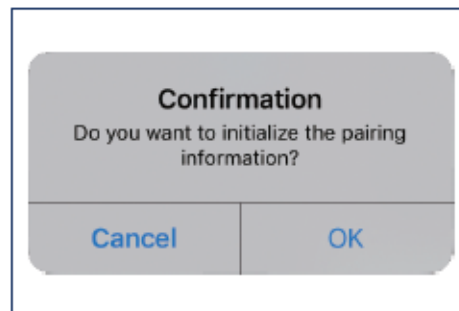 Confirmation
Do you want to initialize the pairing
information?
Cancel
OK